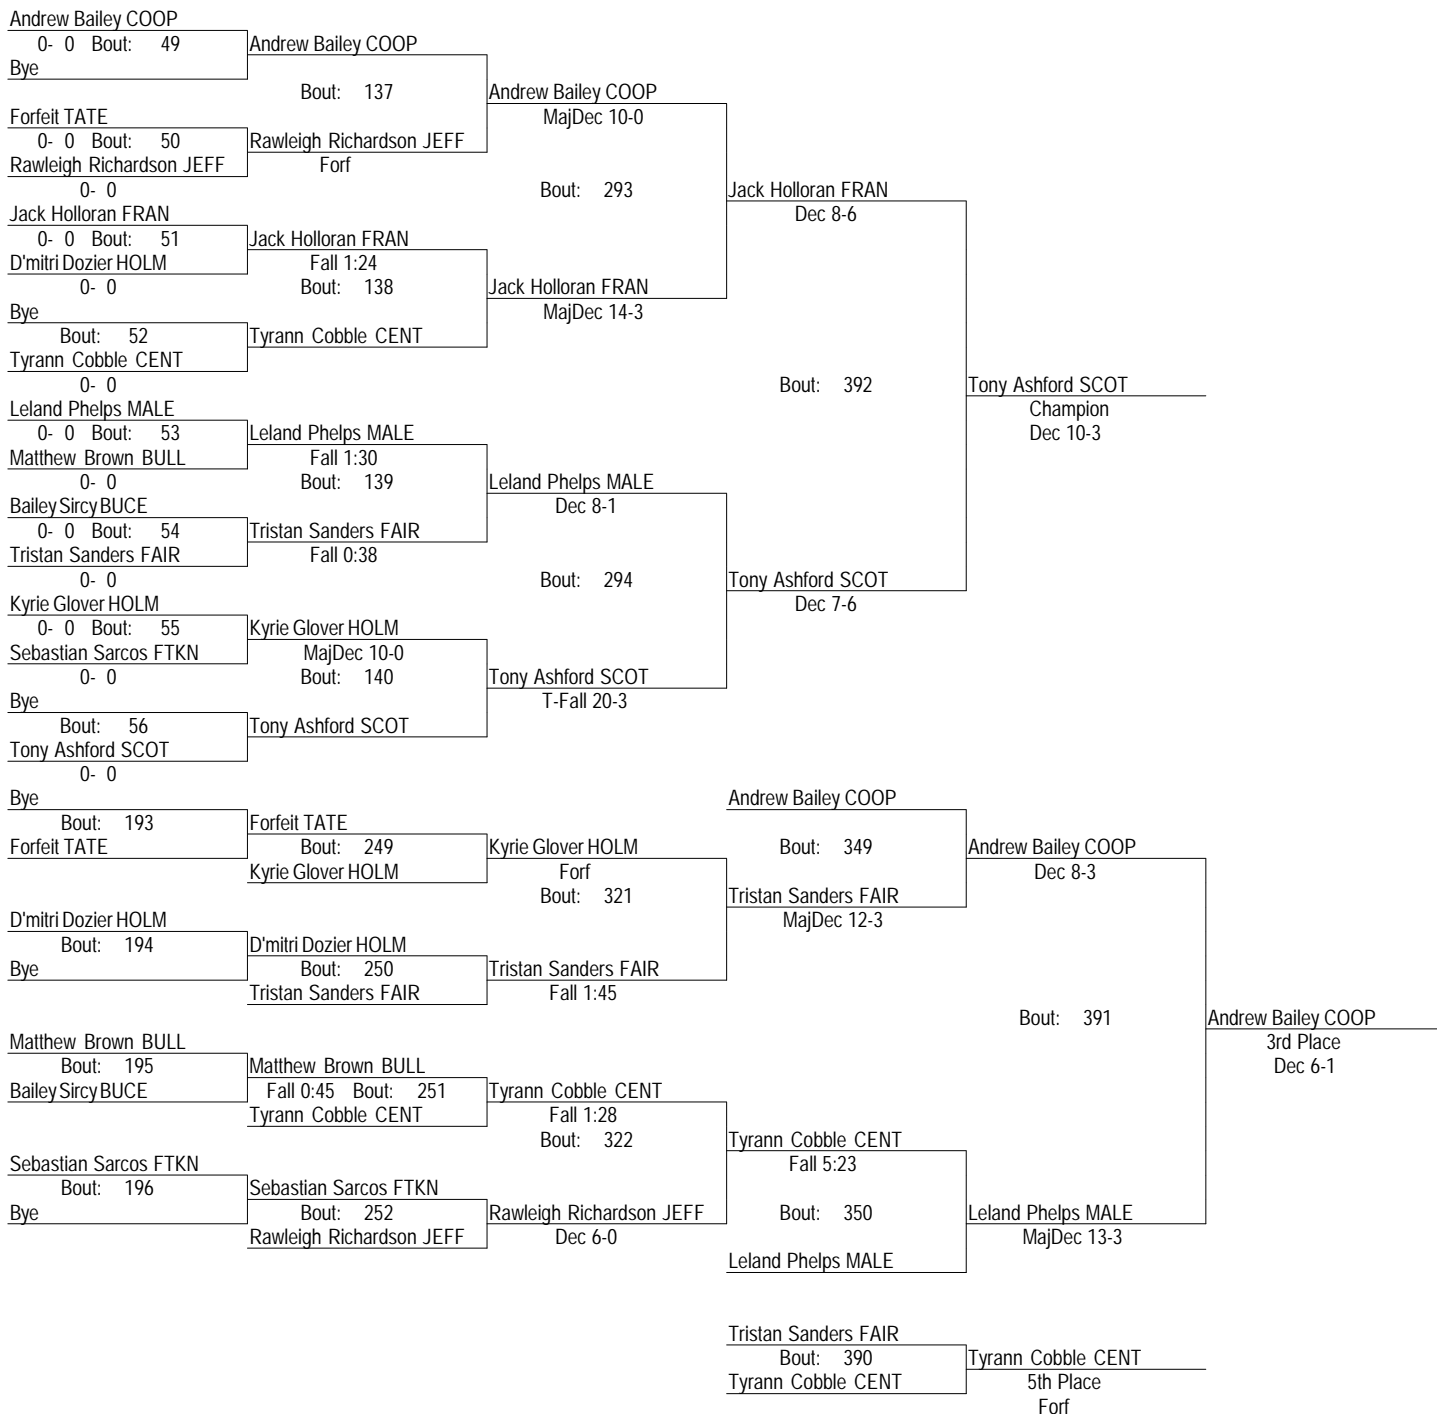 Andrew Bailey COOP
0- 0 Bout: 49 Andrew Bailey COOP
Bye
Bout: 137 Andrew Bailey COOP
Forfeit TATE MajDec 10-0
0- 0 Bout: 50 Rawleigh Richardson JEFF
Rawleigh Richardson JEFF Forf
0- 0 Bout: 293 Jack Holloran FRAN
Jack Holloran FRAN Dec 8-6
0- 0 Bout: 51 Jack Holloran FRAN
D'mitri Dozier HOLM Fall 1:24
0- 0 Bout: 138 Jack Holloran FRAN
Bye MajDec 14-3
Bout: 52 Tyrann Cobble CENT
Tyrann Cobble CENT
0- 0 Bout: 392 Tony Ashford SCOT
Leland Phelps MALE Champion
0- 0 Bout: 53 Leland Phelps MALE Dec 10-3
Matthew Brown BULL Fall 1:30
0- 0 Bout: 139 Leland Phelps MALE
Bailey Sircy BUCE Dec 8-1
0- 0 Bout: 54 Tristan Sanders FAIR
Tristan Sanders FAIR Fall 0:38
0- 0 Bout: 294 Tony Ashford SCOT
Kyrie Glover HOLM Dec 7-6
0- 0 Bout: 55 Kyrie Glover HOLM
Sebastian Sarcos FTKN MajDec 10-0
0- 0 Bout: 140 Tony Ashford SCOT
Bye T-Fall 20-3
Bout: 56 Tony Ashford SCOT
Tony Ashford SCOT
0- 0
Bye Andrew Bailey COOP
Bout: 193 Forfeit TATE
Forfeit TATE Bout: 249 Kyrie Glover HOLM Bout: 349 Andrew Bailey COOP
Kyrie Glover HOLM Forf Dec 8-3
Bout: 321 Tristan Sanders FAIR
D'mitri Dozier HOLM MajDec 12-3
Bout: 194 D'mitri Dozier HOLM
Bye Bout: 250 Tristan Sanders FAIR
Tristan Sanders FAIR Fall 1:45
Bout: 391 Andrew Bailey COOP
Matthew Brown BULL 3rd Place
Bout: 195 Matthew Brown BULL Dec 6-1
Bailey Sircy BUCE Fall 0:45 Bout: 251 Tyrann Cobble CENT
Tyrann Cobble CENT Fall 1:28
Bout: 322 Tyrann Cobble CENT
Sebastian Sarcos FTKN Fall 5:23
Bout: 196 Sebastian Sarcos FTKN
Bye Bout: 252 Rawleigh Richardson JEFF Bout: 350 Leland Phelps MALE
Rawleigh Richardson JEFF Dec 6-0 MajDec 13-3
Leland Phelps MALE
Tristan Sanders FAIR
Bout: 390 Tyrann Cobble CENT
Tyrann Cobble CENT 5th Place
Forf